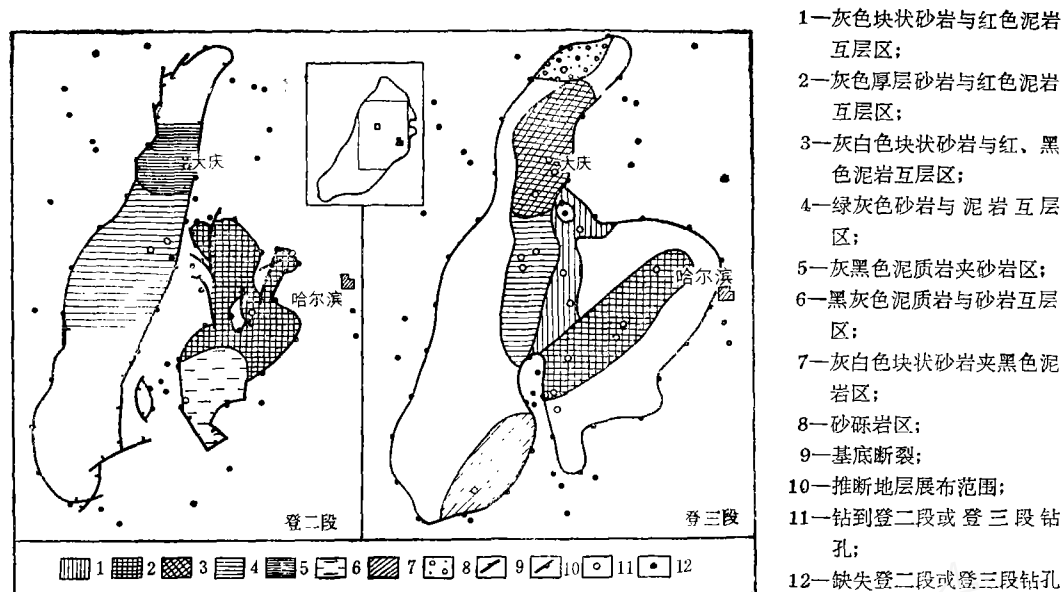 大庆
哈尔滨
登二段
大庆
哈尔滨
登三段
1 2 3 4 5 6 7 8 9 10 11 12
1—灰色块状砂岩与红色泥岩
互层区；
2—灰色厚层砂岩与红色泥岩
互层区；
3—灰白色块状砂岩与红、黑
色泥岩互层区；
4—绿灰色砂岩与泥岩互层
区；
5—灰黑色泥质岩夹砂岩区；
6—黑灰色泥质岩与砂岩互层
区；
7—灰白色块状砂岩夹黑色泥
岩区；
8—砂砾岩区；
9—基底断裂；
10—推断地层展布范围；
11—钻到登二段或登三段钻
孔；
12—缺失登二段或登三段钻孔